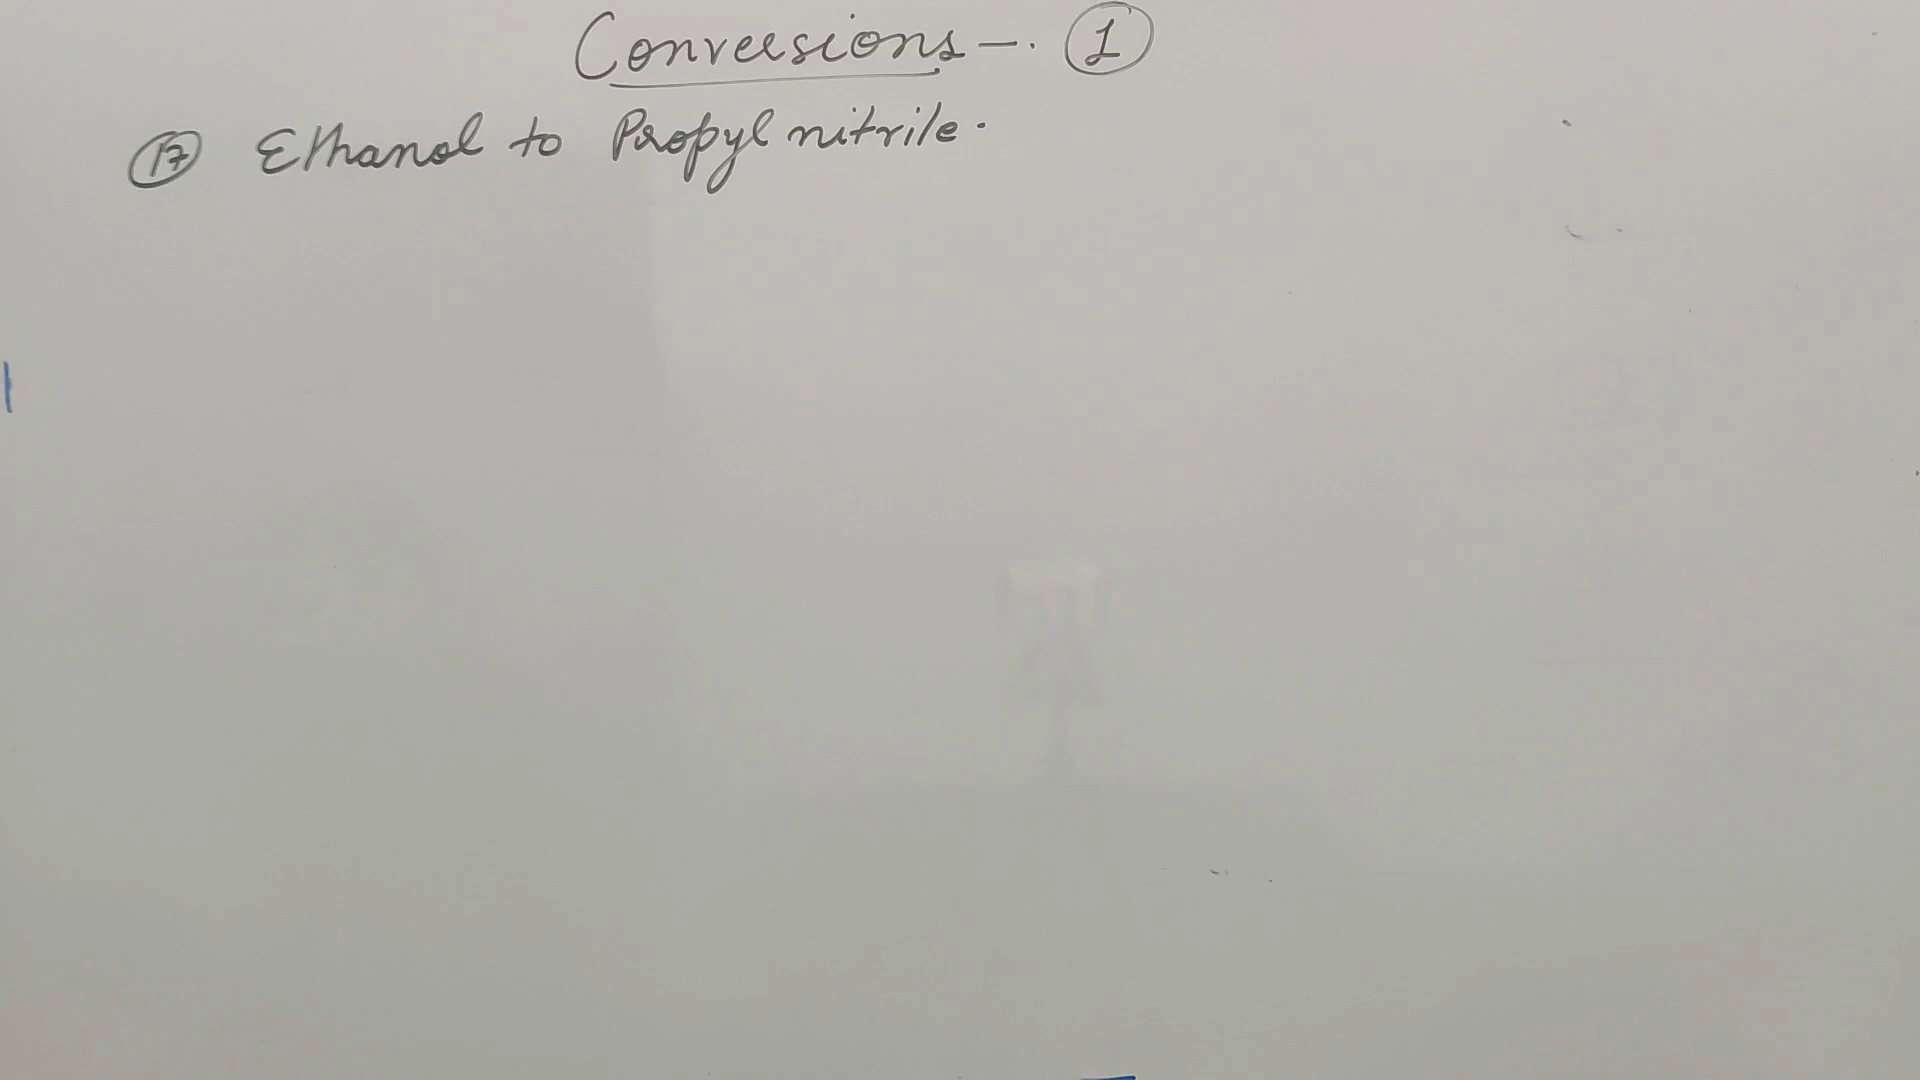 Conversions - . 1
17 Ethanol to Propyl nitrile.